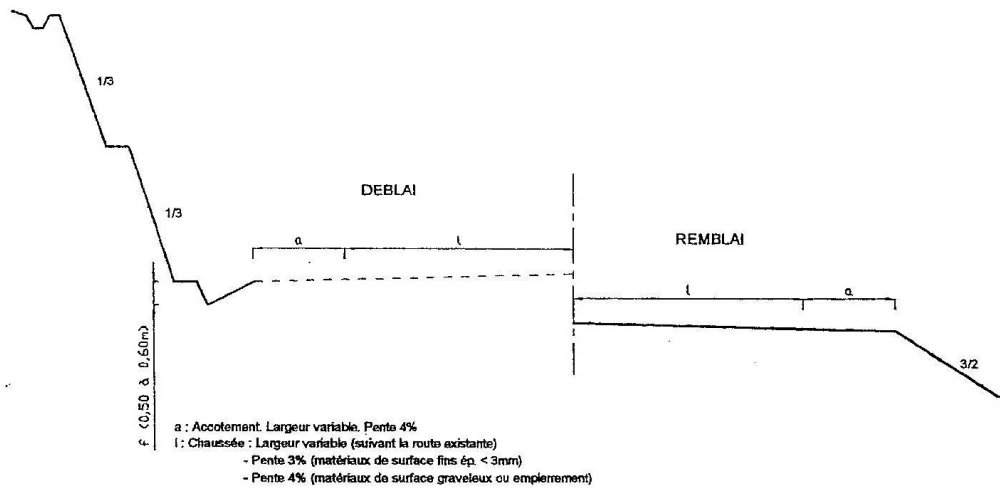 1/3
DEBLAI
1/3
a
l
REMBLAI
l
a
3/2
f (0,50 à 0,60m)
a : Accotement. Largeur variable. Pente 4%
l : Chaussée : Largeur variable (suivant la route existante)
- Pente 3% (matériaux de surface fins ép. < 3mm)
- Pente 4% (matériaux de surface graveleux ou empierrement)